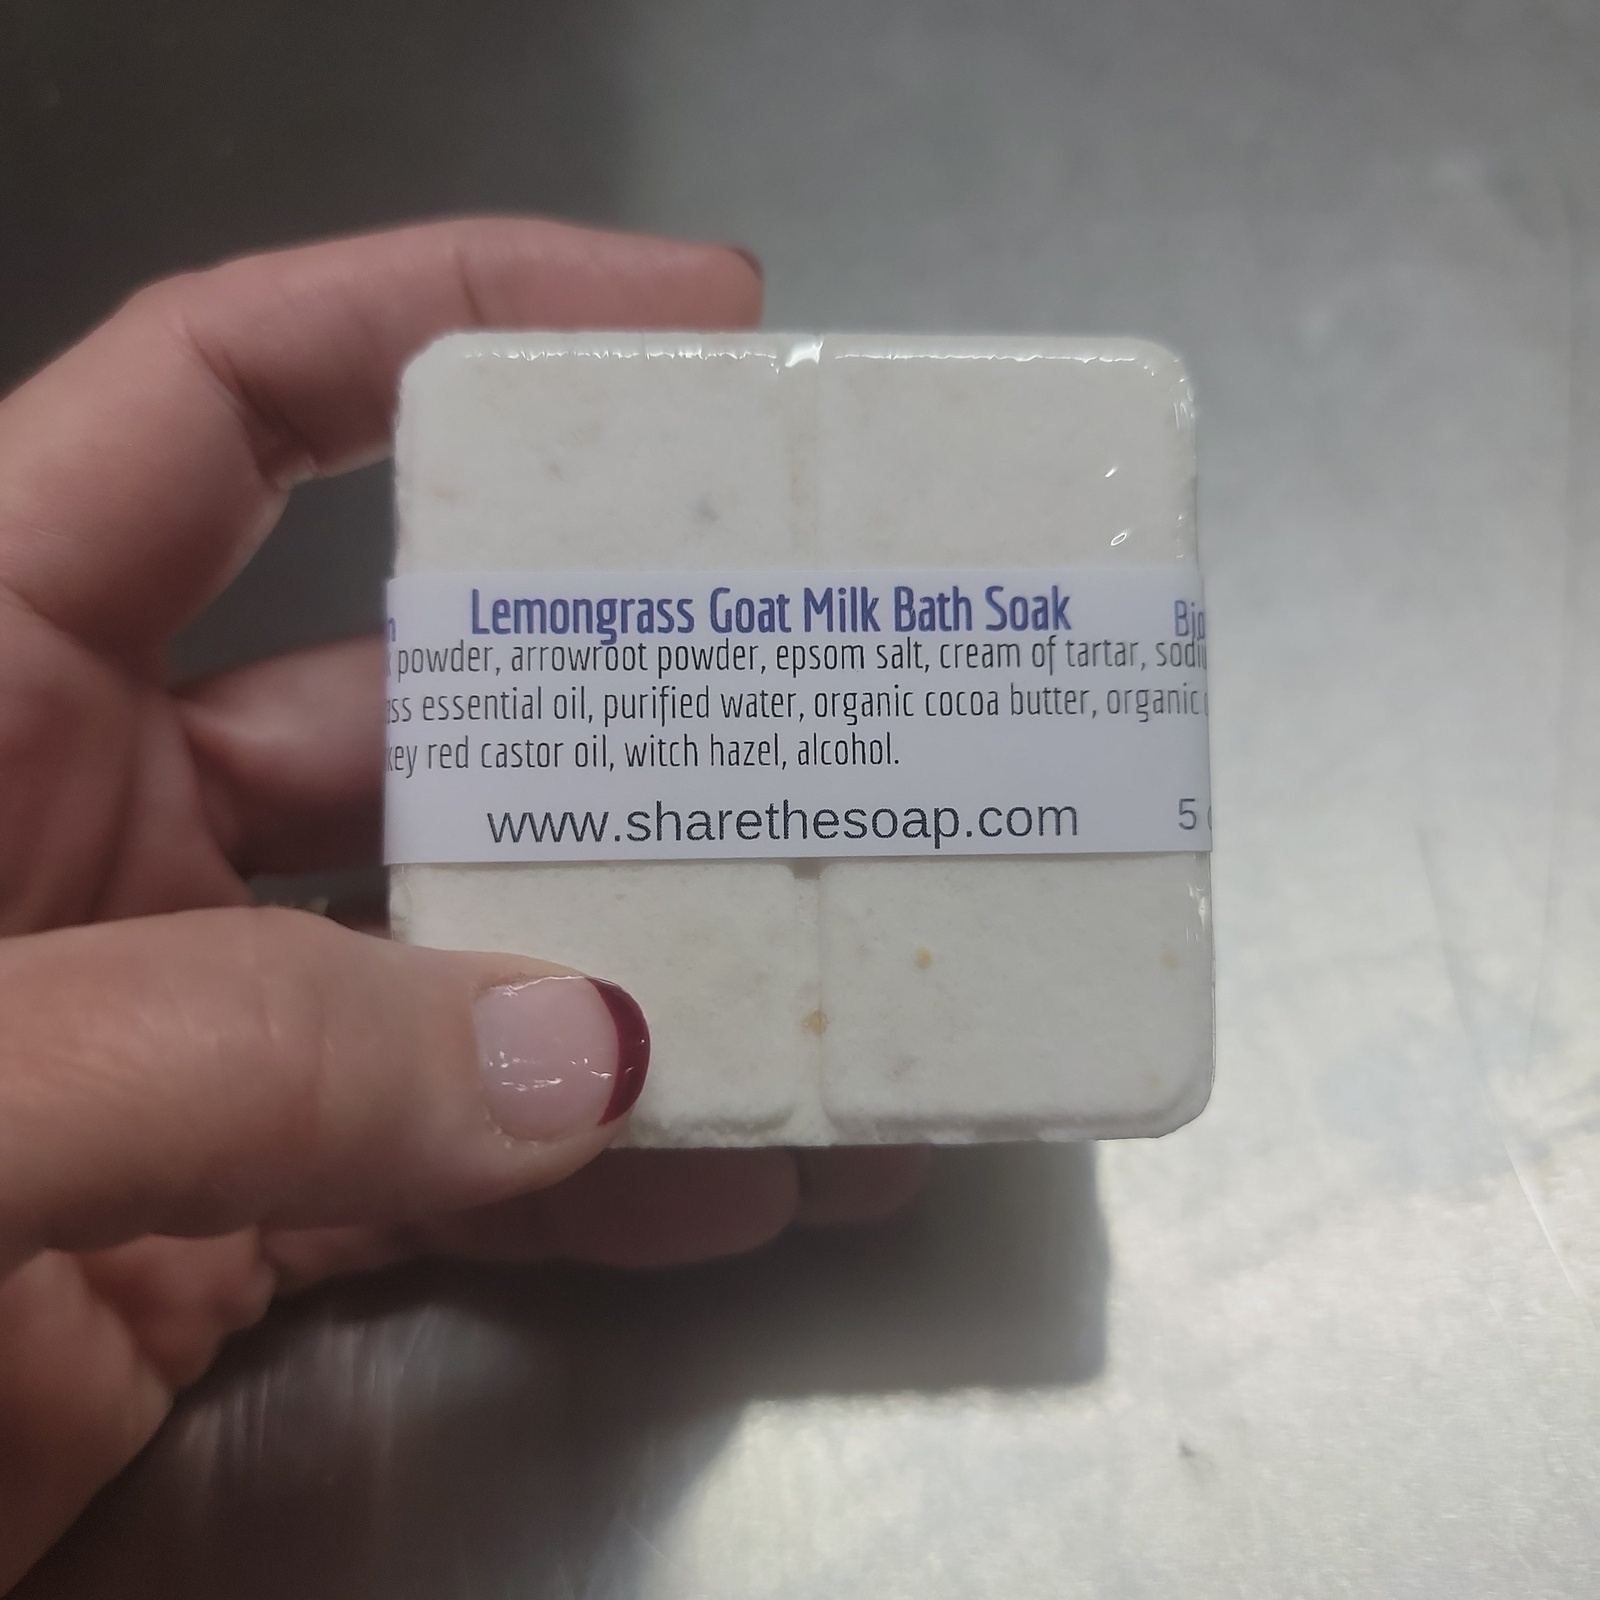 Lemongrass Goat Milk Bath Soak
powder, arrowroot powder, epsom salt, cream of tartar,
essential oil, purified water, organic cocoa butter, organic
red castor oil, witch hazel, alcohol.
www.sharethesoap.com 5